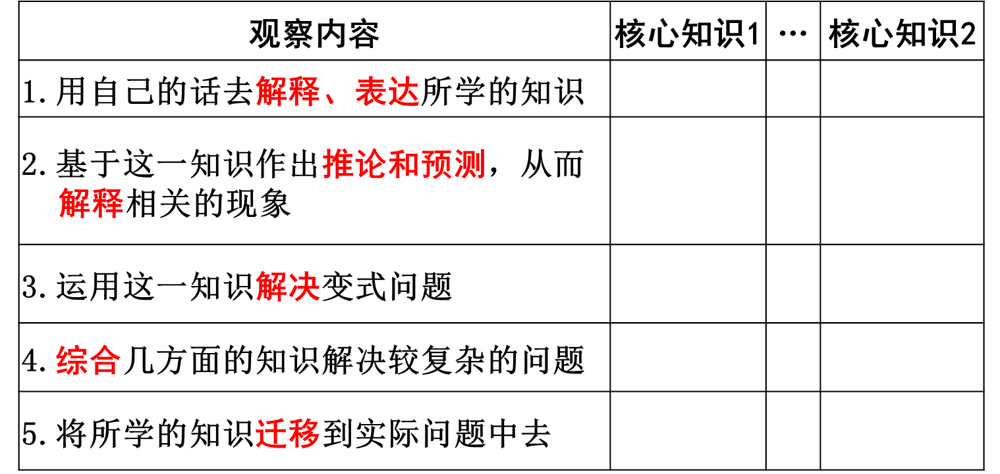 观察内容 核心知识1 … 核心知识2
1.用自己的话去解释、表达所学的知识
2.基于这一知识作出推论和预测，从而
解释相关的现象
3.运用这一知识解决变式问题
4.综合几方面的知识解决较复杂的问题
5.将所学的知识迁移到实际问题中去